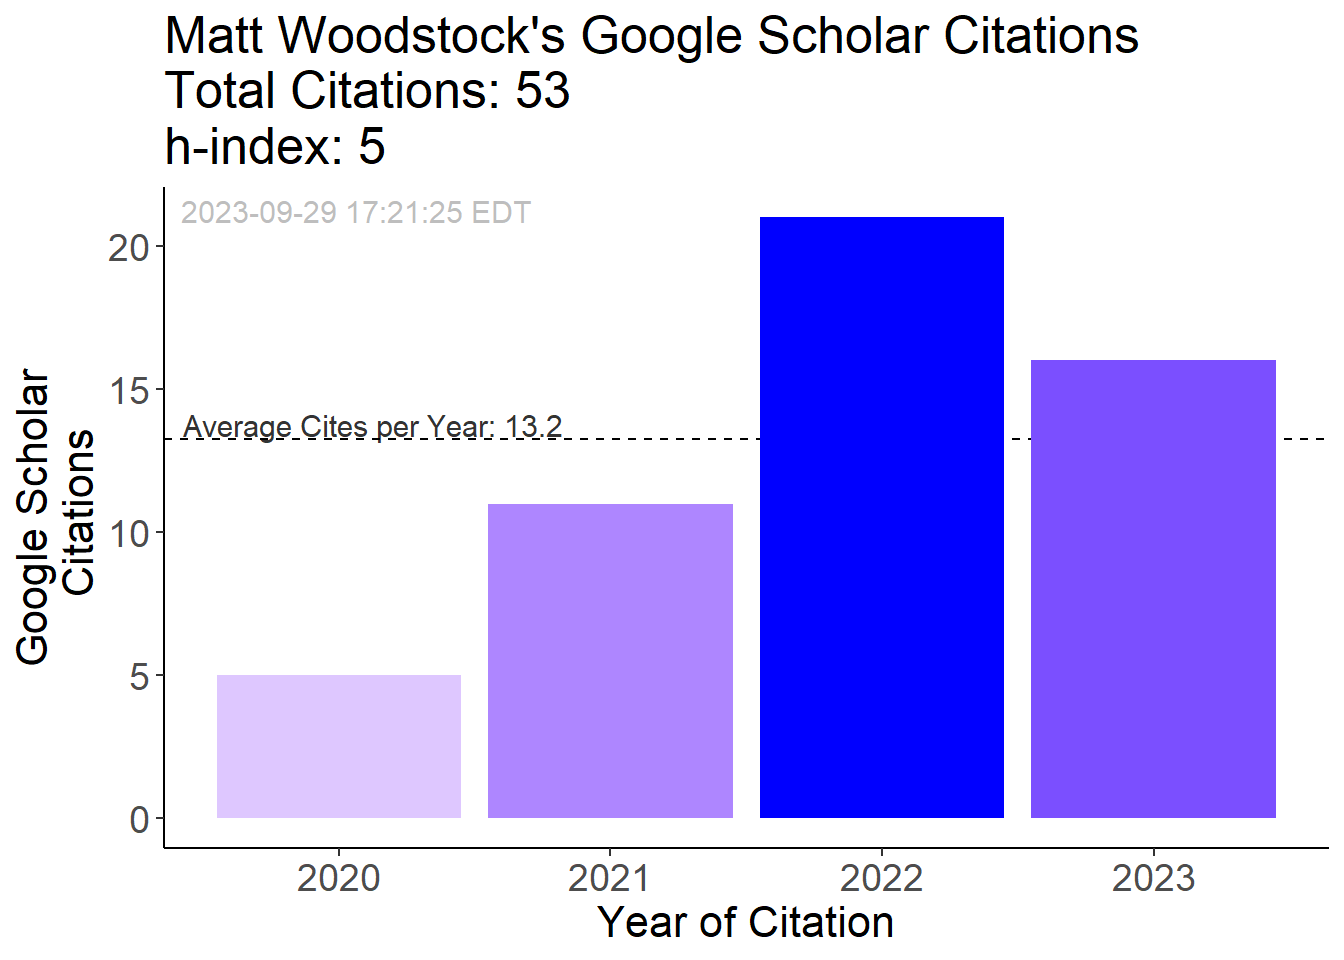 Matt Woodstock's Google Scholar Citations
Total Citations: 53
h-index: 5
2023-09-29 17:21:25 EDT
20
15
Average Cites per Year: 13.2
10
5
0
Google Scholar
Citations
2020 2021 2022 2023
Year of Citation